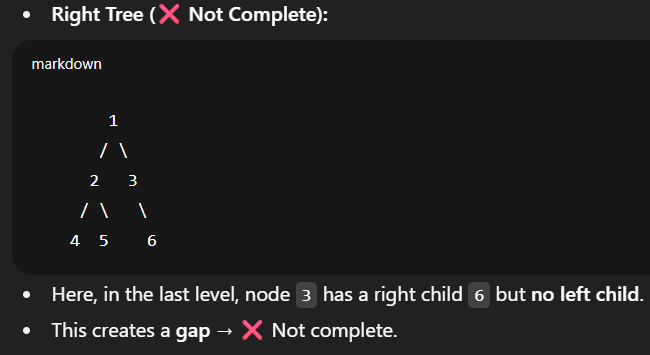 • Right Tree (❌ Not Complete):
markdown
1
/ \
2 3
/ \ \
4 5 6
• Here, in the last level, node 3 has a right child 6 but no left child.
• This creates a gap → ❌ Not complete.